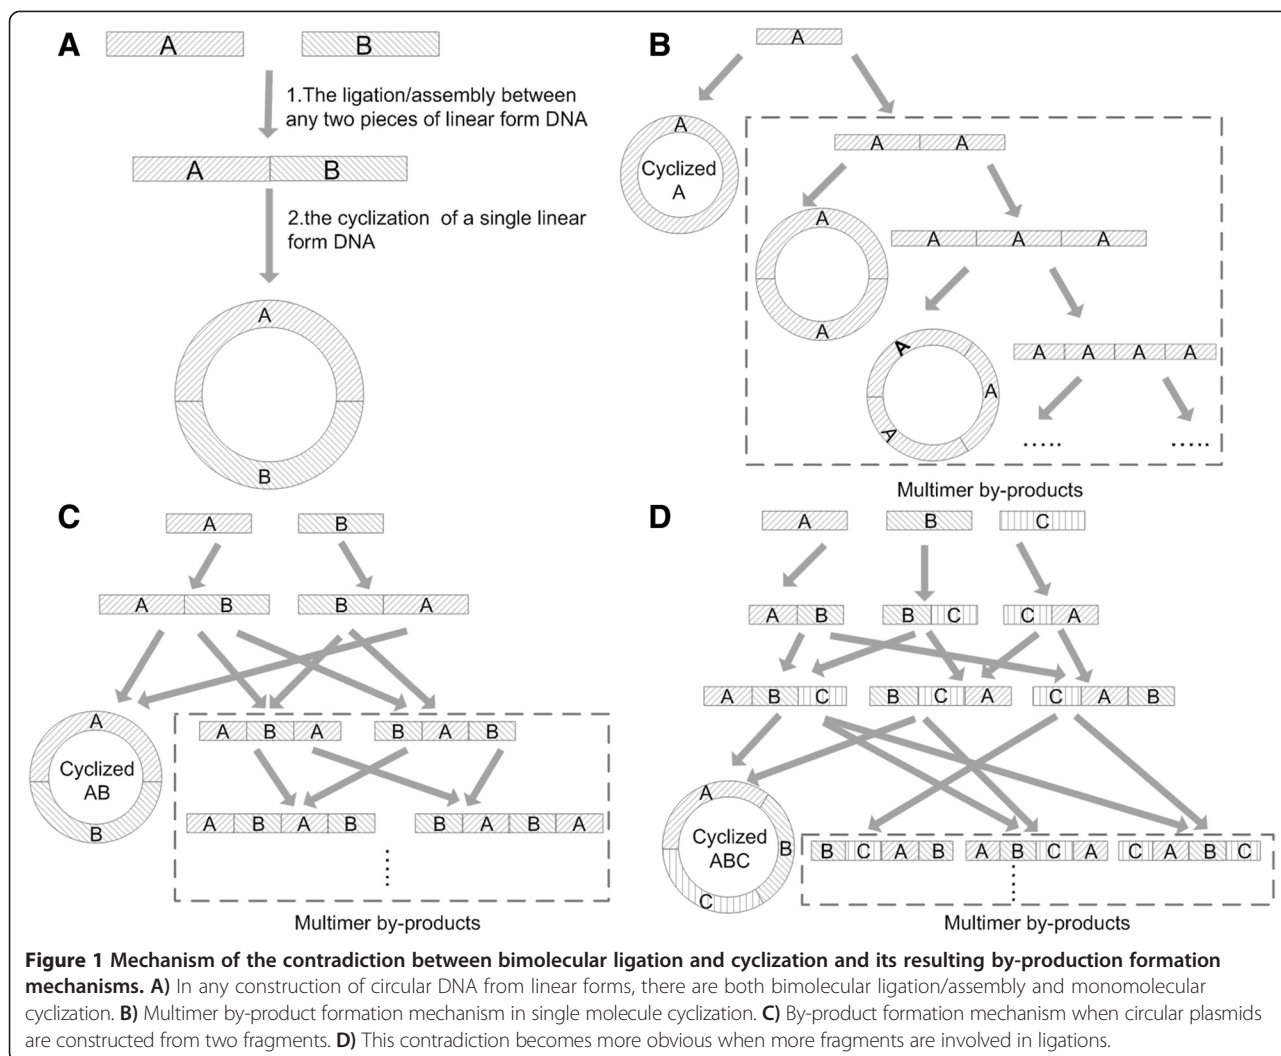 A
A B
1.The ligation/assembly between
any two pieces of linear form DNA
A B
2.the cyclization of a single linear
form DNA
A
B
B
A
A
Cyclized
A
A A
A
A
A A A
A
A
A
A A A A
.....
.....
Multimer by-products
C
A B
A B B A
A
Cyclized
AB
B
A B A B A B
A B A B B A B A
Multimer by-products
D
A B C
A B B C C A
A B C B C A C A B
A
Cyclized
ABC
B
C
B C A B A B C A C A B C
Multimer by-products
Figure 1 Mechanism of the contradiction between bimolecular ligation and cyclization and its resulting by-production formation
mechanisms. A) In any construction of circular DNA from linear forms, there are both bimolecular ligation/assembly and monomolecular
cyclization. B) Multimer by-product formation mechanism in single molecule cyclization. C) By-product formation mechanism when circular plasmids
are constructed from two fragments. D) This contradiction becomes more obvious when more fragments are involved in ligations.